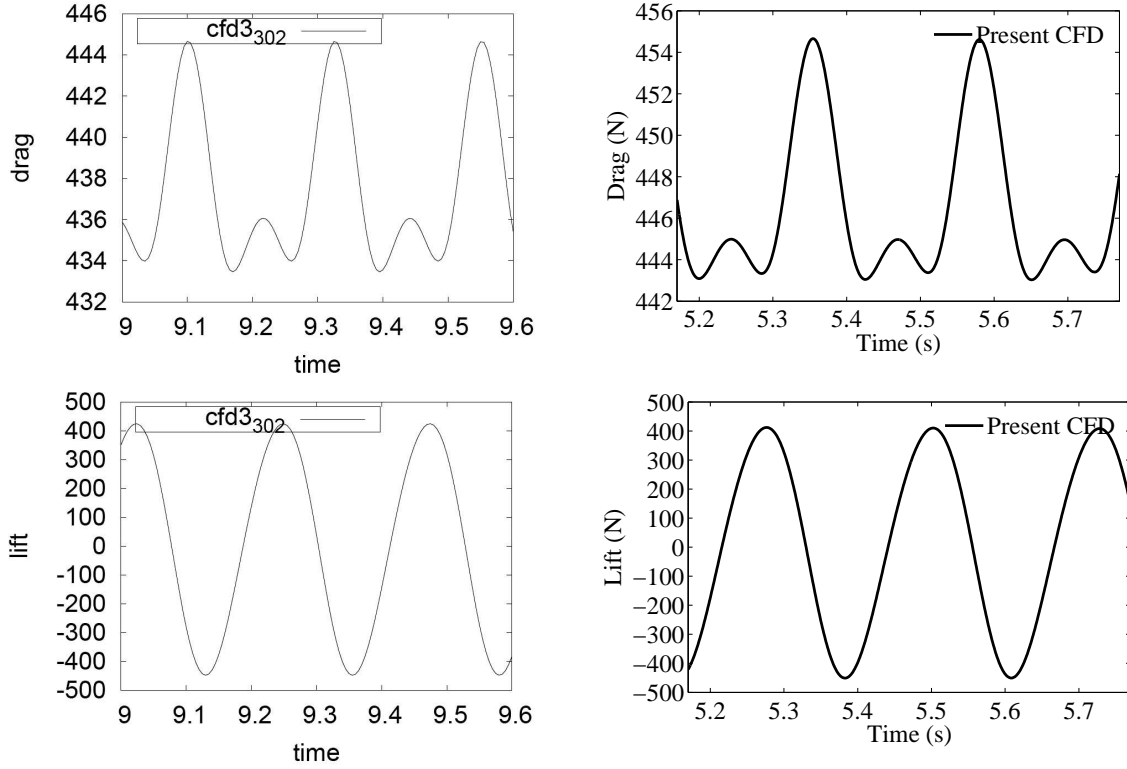 446
444
442
440
438
436
434
432
drag
cfd3302
9 9.1 9.2 9.3 9.4 9.5 9.6
time
456
454
452
450
448
446
444
442
Drag (N)
Present CFD
5.2 5.3 5.4 5.5 5.6 5.7
Time (s)
500
400
300
200
100
0
-100
-200
-300
-400
-500
lift
cfd3302
9 9.1 9.2 9.3 9.4 9.5 9.6
time
500
400
300
200
100
0
−100
−200
−300
−400
−500
Lift (N)
Present CFD
5.2 5.3 5.4 5.5 5.6 5.7
Time (s)